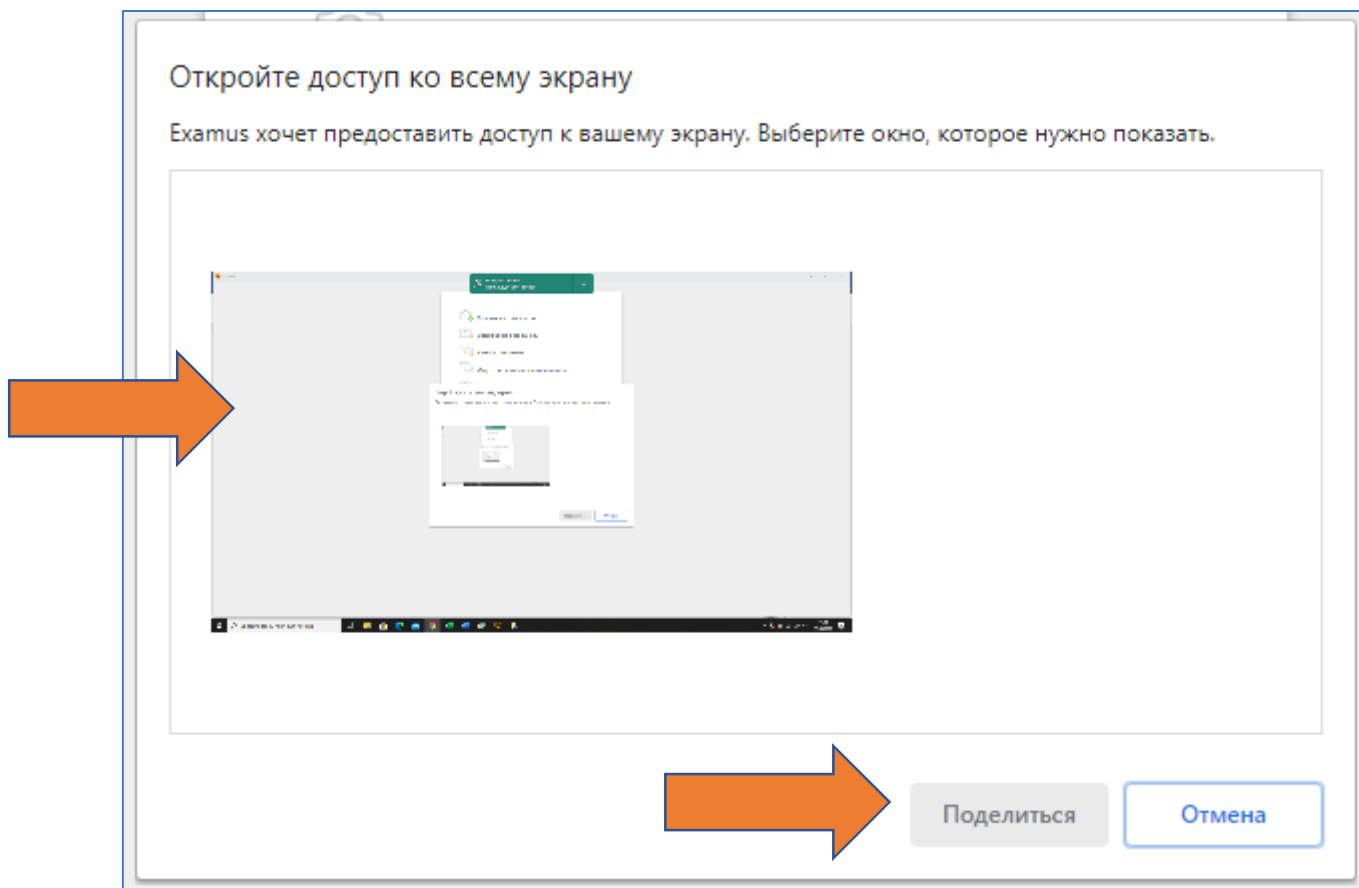 Откройте доступ ко всему экрану
Examus хочет предоставить доступ к вашему экрану. Выберите окно, которое нужно показать.
Поделиться
Отмена